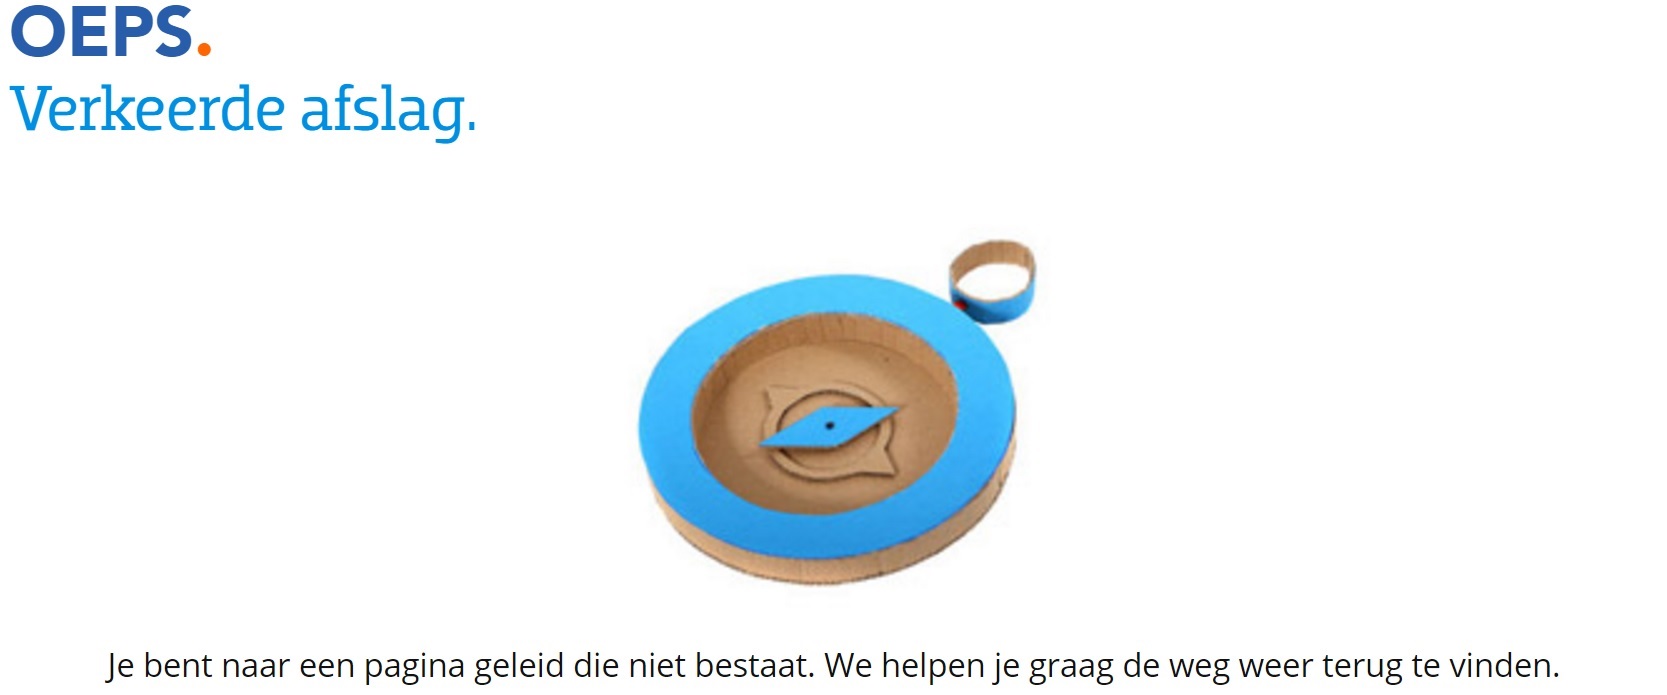 OEPS.
Verkeerde afslag.
Je bent naar een pagina geleid die niet bestaat. We helpen je graag de weg weer terug te vinden.